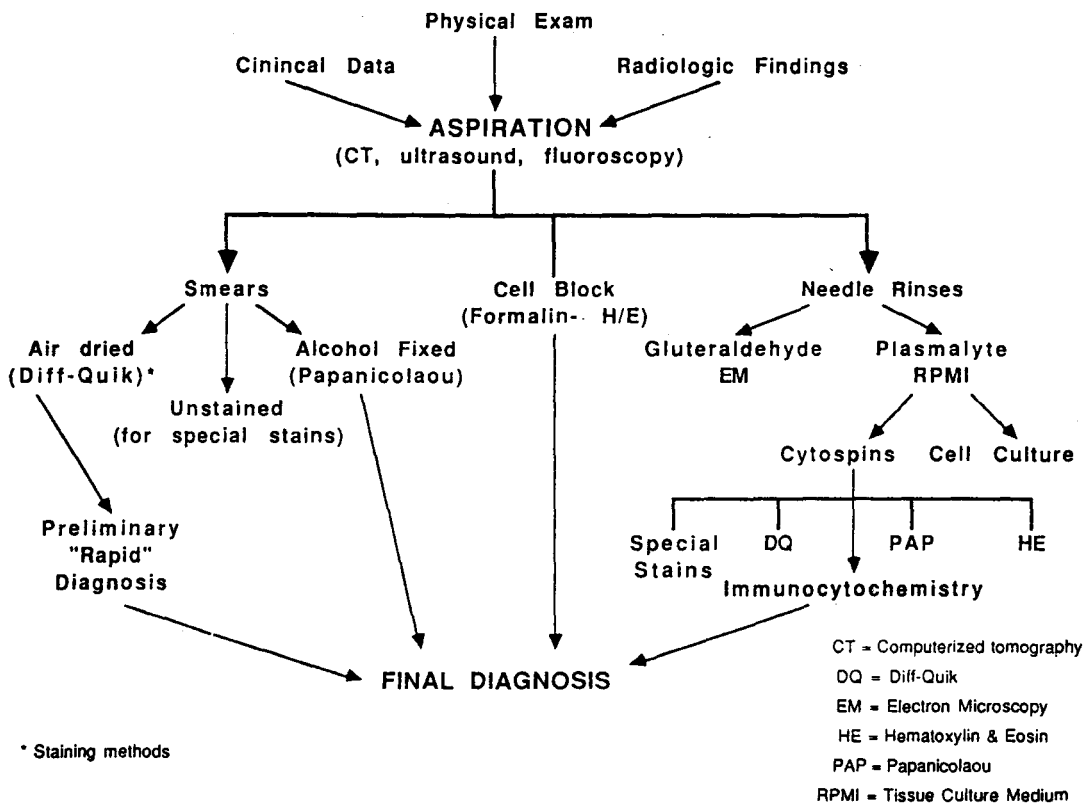 Physical Exam
Cinincal Data
Radiologic Findings
ASPIRATION
(CT, ultrasound, fluoroscopy)
Smears
Cell Block
(Formalin- H/E)
Needle Rinses
Air dried
(Diff-Quik)*
Unstained
(for special stains)
Alcohol Fixed
(Papanicolaou)
Gluteraldehyde
EM
Plasmalyte
RPMI
Cytospins
Cell Culture
Preliminary
"Rapid"
Diagnosis
Special
Stains
DQ
PAP
HE
Immunocytochemistry
FINAL DIAGNOSIS
CT = Computerized tomography
DQ = Diff-Quik
EM = Electron Microscopy
HE = Hematoxylin & Eosin
PAP = Papanicolaou
RPMI = Tissue Culture Medium
* Staining methods